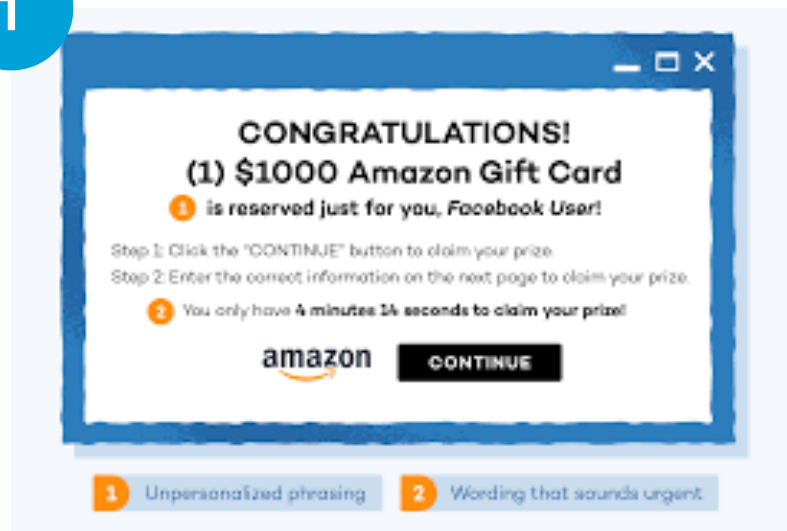 1
CONGRATULATIONS!
(1) $1000 Amazon Gift Card
1 is reserved just for you, Facebook User!
Step 1: Click the "CONTINUE" button to claim your prize.
Step 2: Enter the correct information on the next page to claim your prize.
2 You only have 4 minutes 14 seconds to claim your prize!
amazon CONTINUE
1 Unpersonalized phrasing 2 Wording that sounds urgent